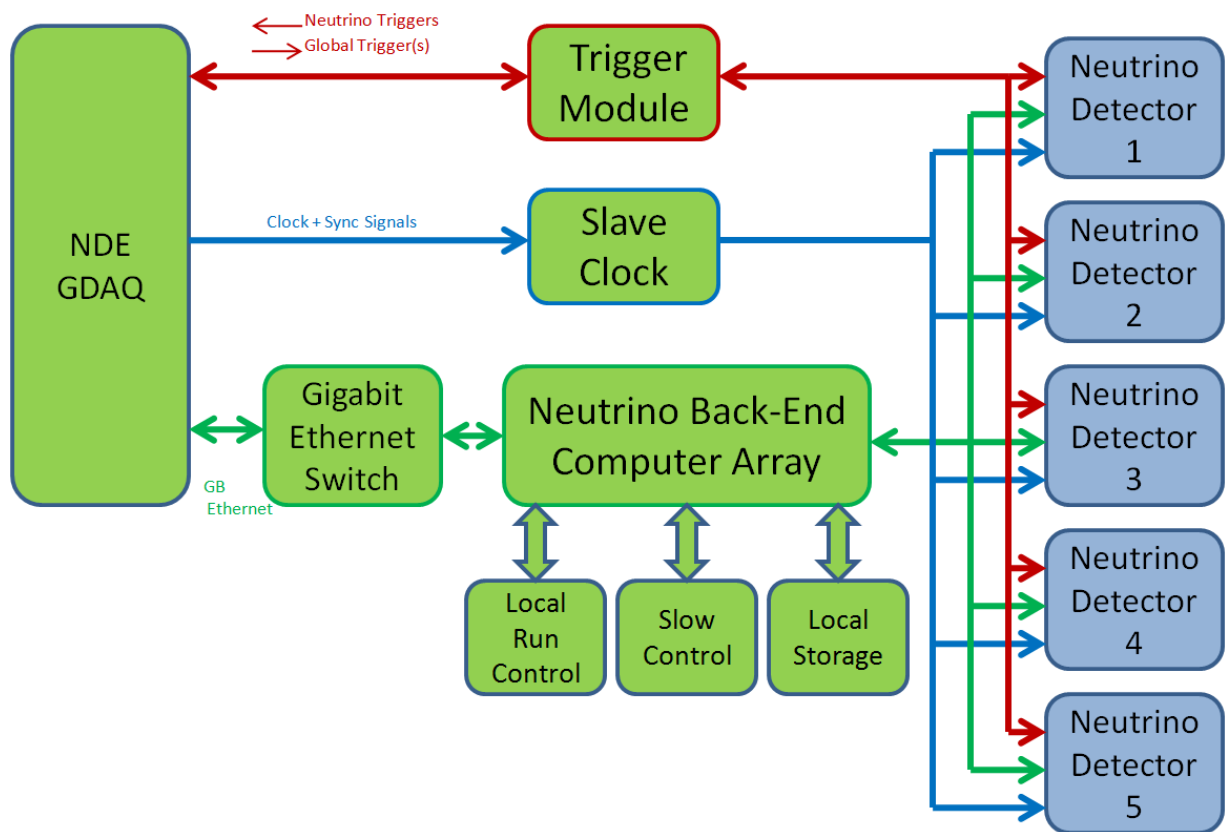 Neutrino Triggers
Global Trigger(s)
NDE
GDAQ
Trigger
Module
Clock + Sync Signals
Slave
Clock
Gigabit
Ethernet
Switch
GB
Ethernet
Neutrino Back-End
Computer Array
Local
Run
Control
Slow
Control
Local
Storage
Neutrino
Detector
1
Neutrino
Detector
2
Neutrino
Detector
3
Neutrino
Detector
4
Neutrino
Detector
5